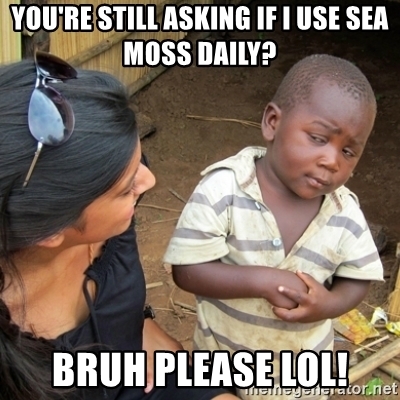 YOU'RE STILL ASKING IF I USE SEA
MOSS DAILY?
BRUH PLEASE LOL!
memegenerator.net